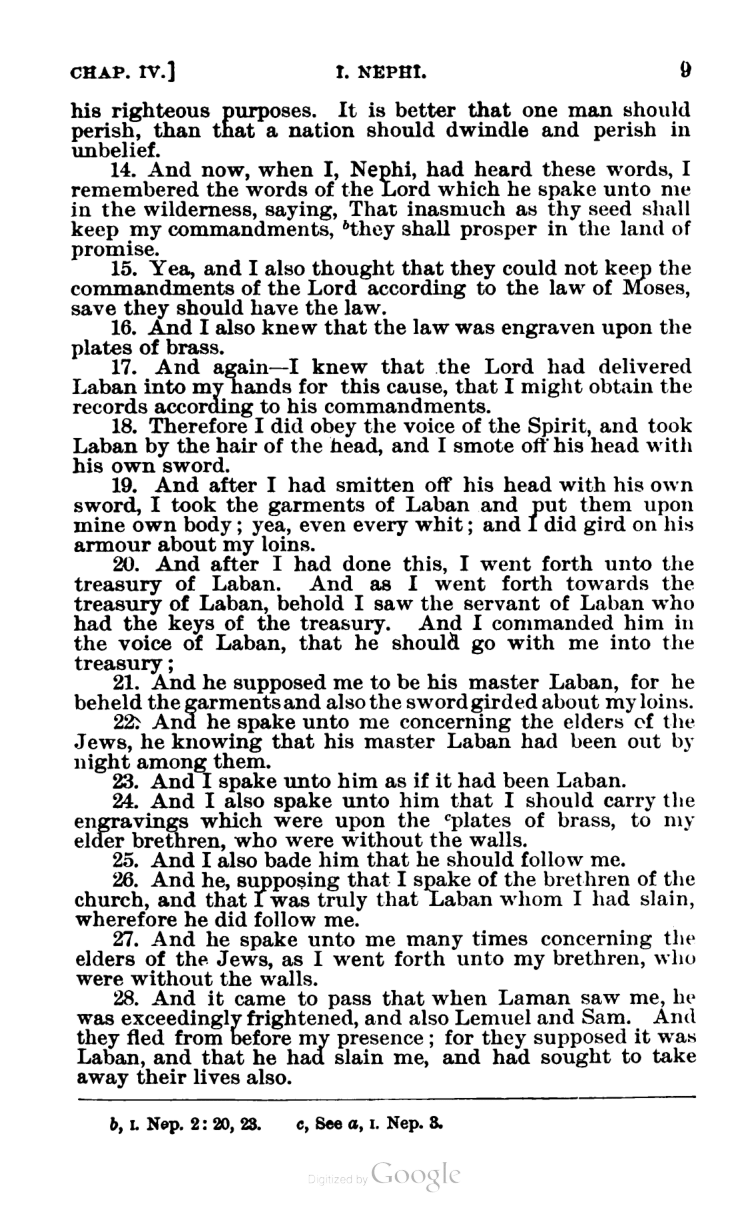 CHAP. IV.] I. NEPHI. 9
his righteous purposes. It is better that one man should
perish, than that a nation should dwindle and perish in
unbelief.
14. And now, when I, Nephi, had heard these words, I
remembered the words of the Lord which he spake unto me
in the wilderness, saying, That inasmuch as thy seed shall
keep my commandments, ᵇthey shall prosper in the land of
promise.
15. Yea, and I also thought that they could not keep the
commandments of the Lord according to the law of Moses,
save they should have the law.
16. And I also knew that the law was engraven upon the
plates of brass.
17. And again—I knew that the Lord had delivered
Laban into my hands for this cause, that I might obtain the
records according to his commandments.
18. Therefore I did obey the voice of the Spirit, and took
Laban by the hair of the head, and I smote off his head with
his own sword.
19. And after I had smitten off his head with his own
sword, I took the garments of Laban and put them upon
mine own body; yea, even every whit; and I did gird on his
armour about my loins.
20. And after I had done this, I went forth unto the
treasury of Laban. And as I went forth towards the
treasury of Laban, behold I saw the servant of Laban who
had the keys of the treasury. And I commanded him in
the voice of Laban, that he should go with me into the
treasury;
21. And he supposed me to be his master Laban, for he
beheld the garments and also the sword girded about my loins.
22. And he spake unto me concerning the elders of the
Jews, he knowing that his master Laban had been out by
night among them.
23. And I spake unto him as if it had been Laban.
24. And I also spake unto him that I should carry the
engravings which were upon the ᶜplates of brass, to my
elder brethren, who were without the walls.
25. And I also bade him that he should follow me.
26. And he, supposing that I spake of the brethren of the
church, and that I was truly that Laban whom I had slain,
wherefore he did follow me.
27. And he spake unto me many times concerning the
elders of the Jews, as I went forth unto my brethren, who
were without the walls.
28. And it came to pass that when Laman saw me, he
was exceedingly frightened, and also Lemuel and Sam. And
they fled from before my presence; for they supposed it was
Laban, and that he had slain me, and had sought to take
away their lives also.
b, I. Nep. 2: 20, 23. c, See a, I. Nep. 3.
Digitized by Google